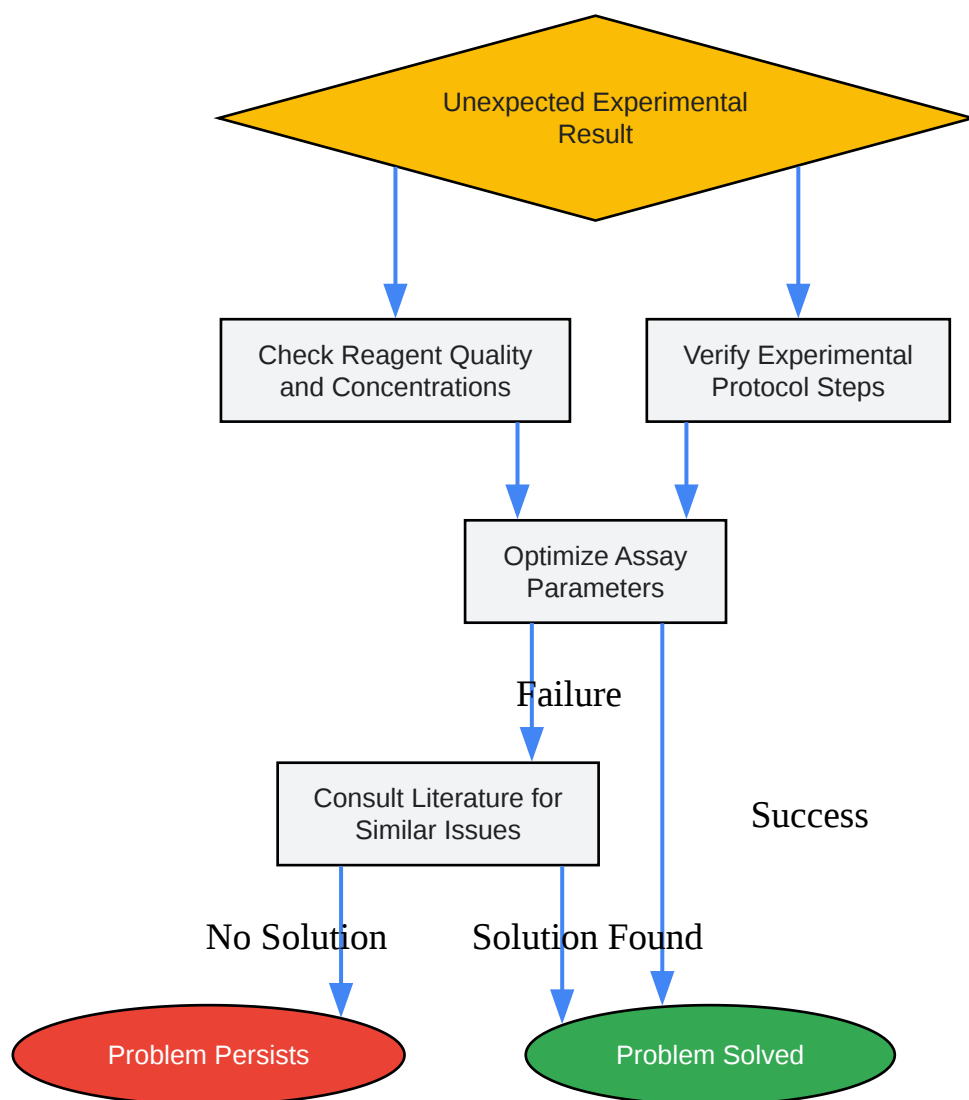 Unexpected Experimental
Result
Check Reagent Quality
and Concentrations
Verify Experimental
Protocol Steps
Optimize Assay
Parameters
Failure
Consult Literature for
Similar Issues
Success
No Solution
Solution Found
Problem Persists
Problem Solved